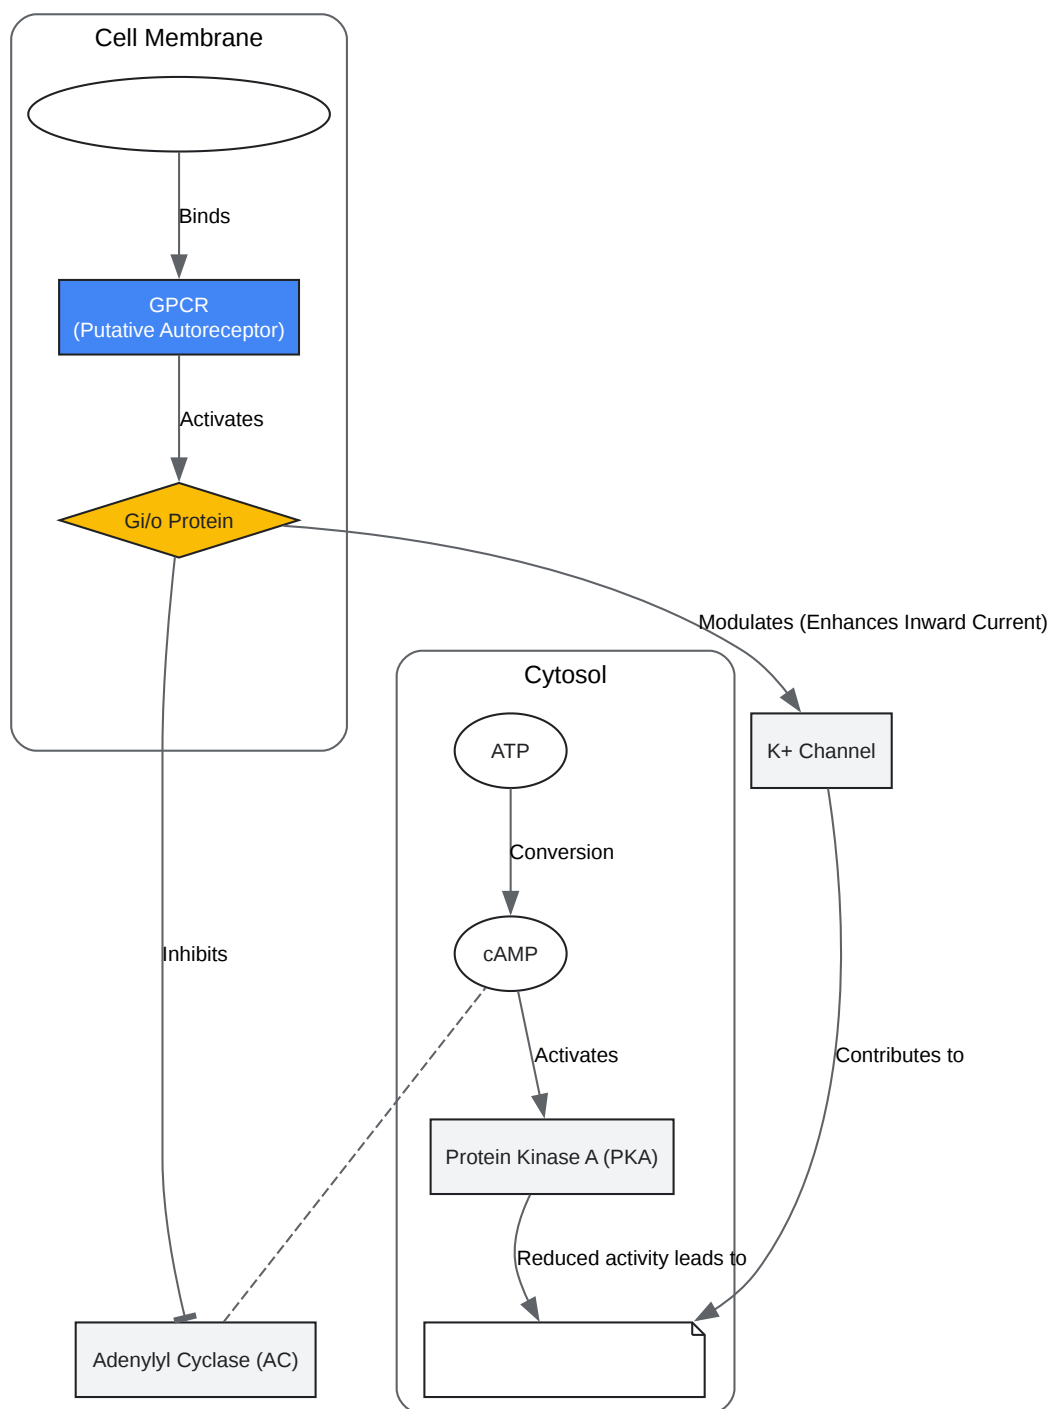 Cell Membrane
Binds
GPCR
(Putative Autoreceptor)
Activates
Gi/o Protein
Modulates (Enhances Inward Current)
Cytosol
ATP
K+ Channel
Conversion
Inhibits
cAMP
Activates
Contributes to
Protein Kinase A (PKA)
Reduced activity leads to
Adenylyl Cyclase (AC)